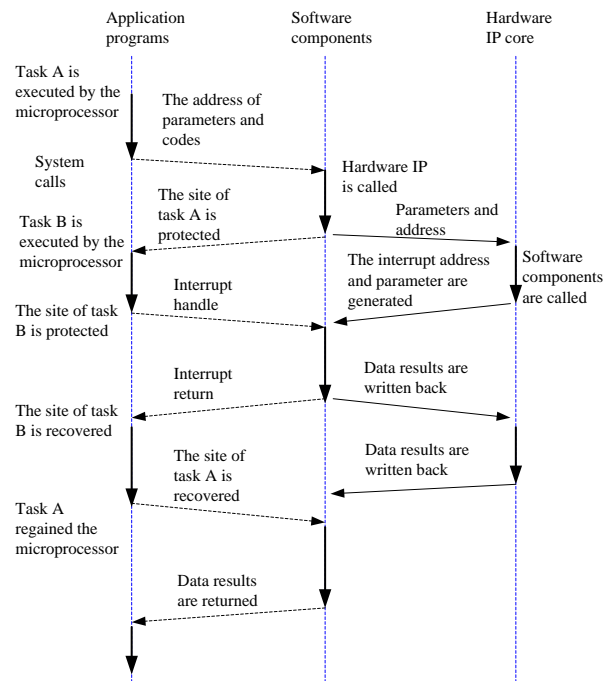 Application
programs
Software
components
Hardware
IP core
Task A is
executed by the
microprocessor
The address of
parameters and
codes
System
calls
Hardware IP
is called
The site of
task A is
protected
Parameters and
address
Task B is
executed by the
microprocessor
The interrupt address
and parameter are
generated
Software
components
are called
Interrupt
handle
The site of task
B is protected
Interrupt
return
Data results are
written back
The site of task
B is recovered
The site of
task A is
recovered
Data results are
written back
Task A
regained the
microprocessor
Data results
are returned